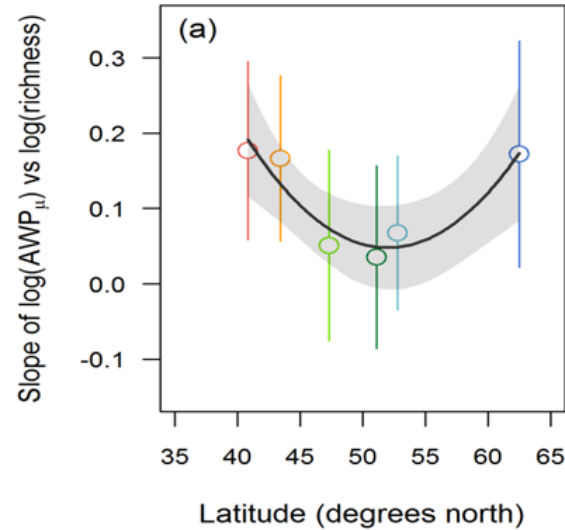 (a)
Slope of log(AWPμ) vs log(richness)
0.3
0.2
0.1
0.0
-0.1
35 40 45 50 55 60 65
Latitude (degrees north)